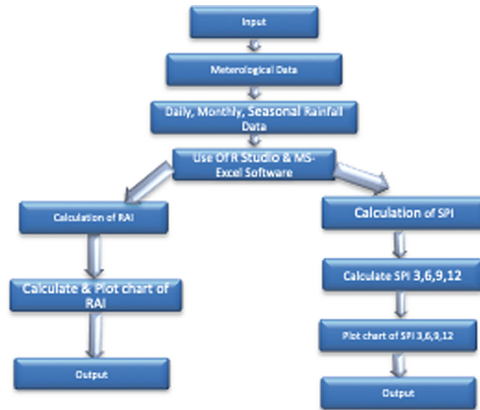 Input
Meterological Data
Daily, Monthly, Seasonal Rainfall
Data
Use Of R Studio & MS-
Excel Software
Calculation of RAI
Calculate & Plot chart of
RAI
Output
Calculation of SPI
Calculate SPI 3,6,9,12
Plot chart of SPI 3,6,9,12
Output